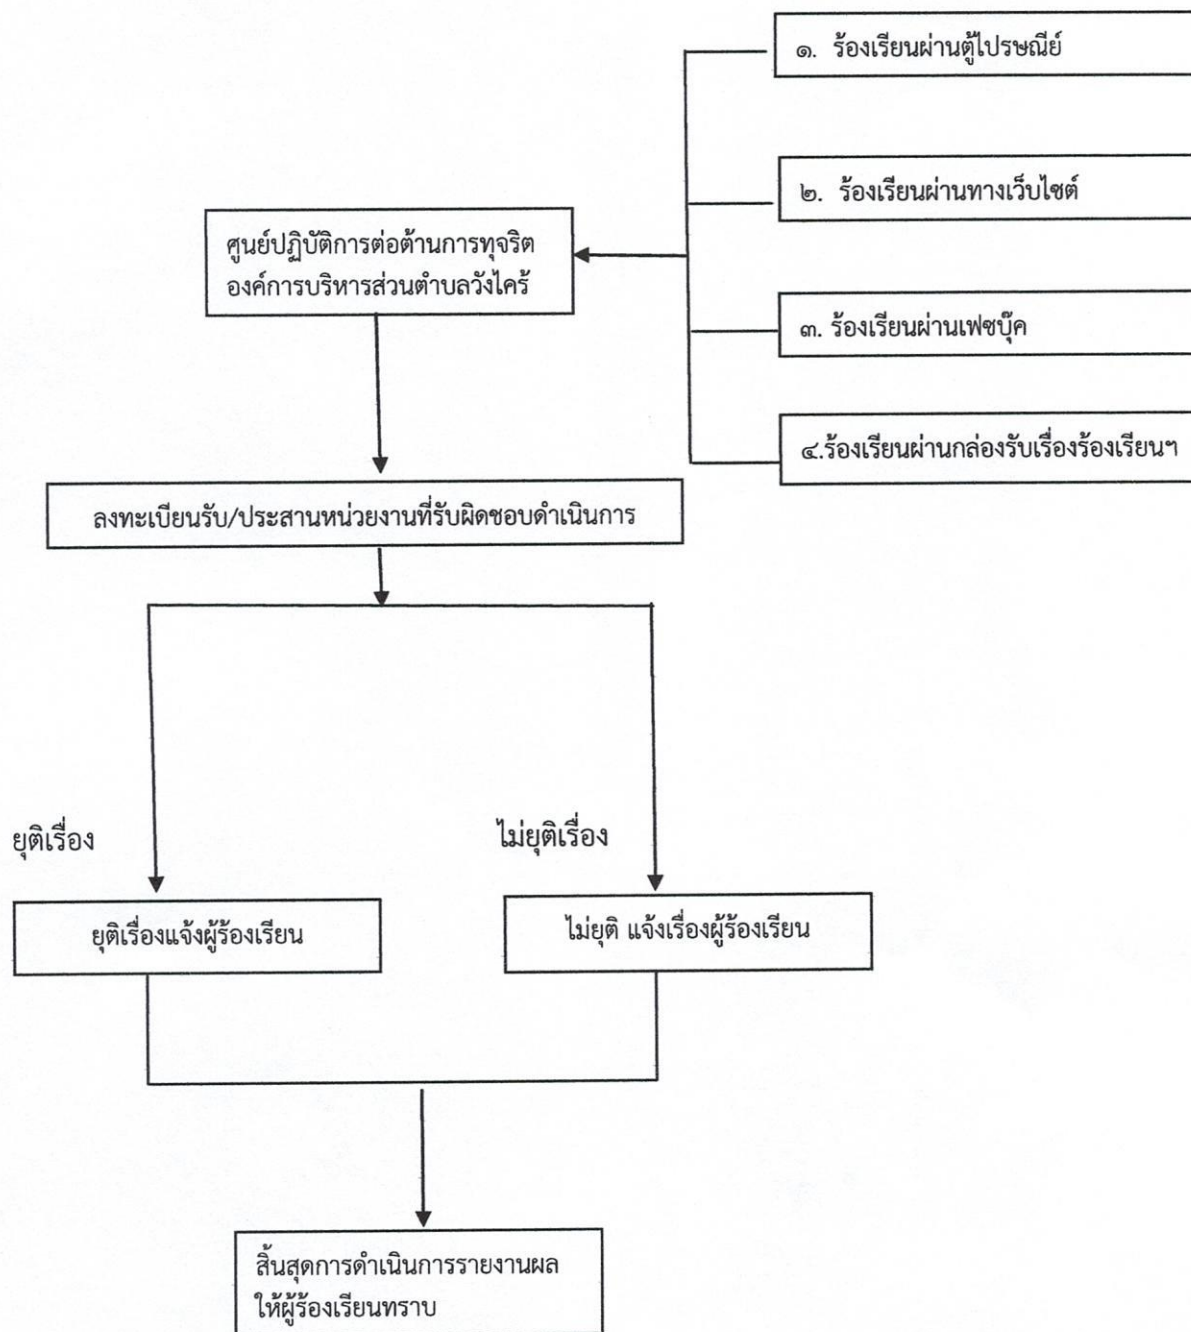 ๑. ร้องเรียนผ่านตู้ไปรษณีย์
๒. ร้องเรียนผ่านทางเว็บไซต์
ศูนย์ปฏิบัติการต่อต้านการทุจริต
องค์การบริหารส่วนตำบลวังไคร้
๓. ร้องเรียนผ่านเฟซบุ๊ค
๔.ร้องเรียนผ่านกล่องรับเรื่องร้องเรียนฯ
ลงทะเบียนรับ/ประสานหน่วยงานที่รับผิดชอบดำเนินการ
ยุติเรื่อง
ไม่ยุติเรื่อง
ยุติเรื่องแจ้งผู้ร้องเรียน
ไม่ยุติ แจ้งเรื่องผู้ร้องเรียน
สิ้นสุดการดำเนินการรายงานผล
ให้ผู้ร้องเรียนทราบ